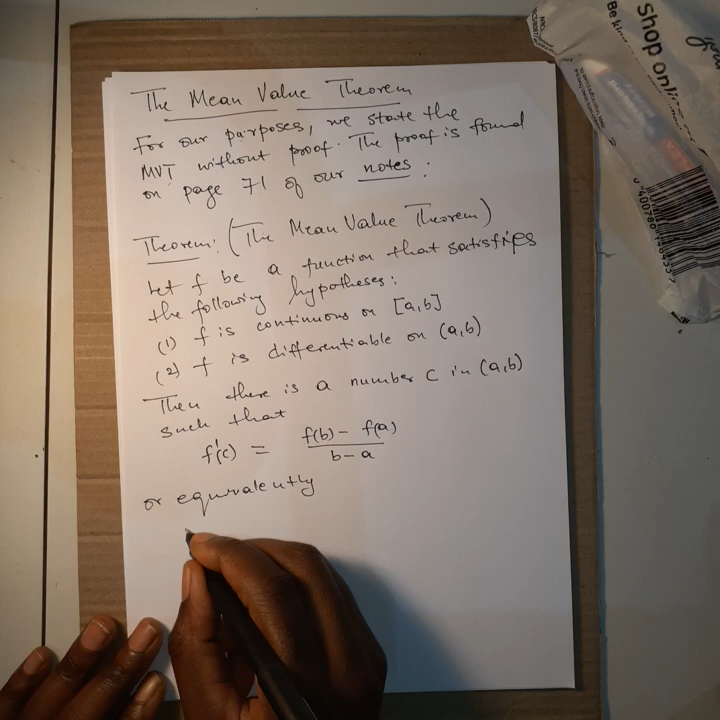 The Mean Value Theorem
For our purposes, we state the
MVT without proof. The proof is found
on page 71 of our notes:
Theorem: (The Mean Value Theorem)
Let f be a function that satisfies
the following hypotheses:
(1) f is continuous on [a,b]
(2) f is differentiable on (a,b)
Then there is a number c in (a,b)
such that
f'(c) = f(b) - f(a) / b - a
or equivalently
shop online